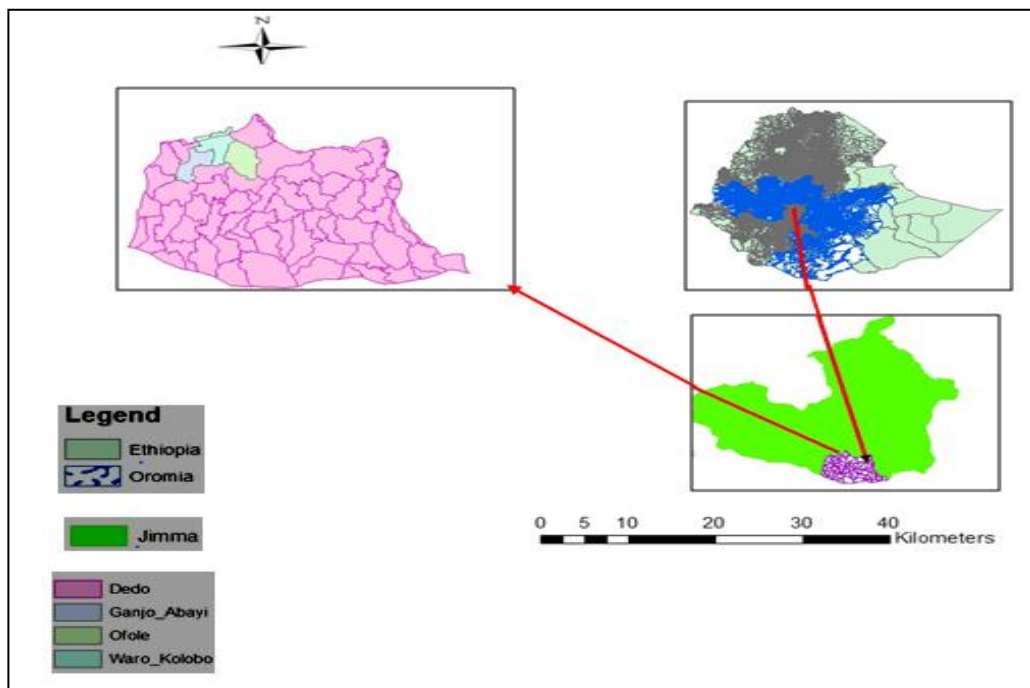 N
Legend
Ethiopia
Oromia
Jimma
Dedo
Ganjo_Abayi
Ofole
Waro_Kolobo
0 5 10 20 30 40
Kilometers